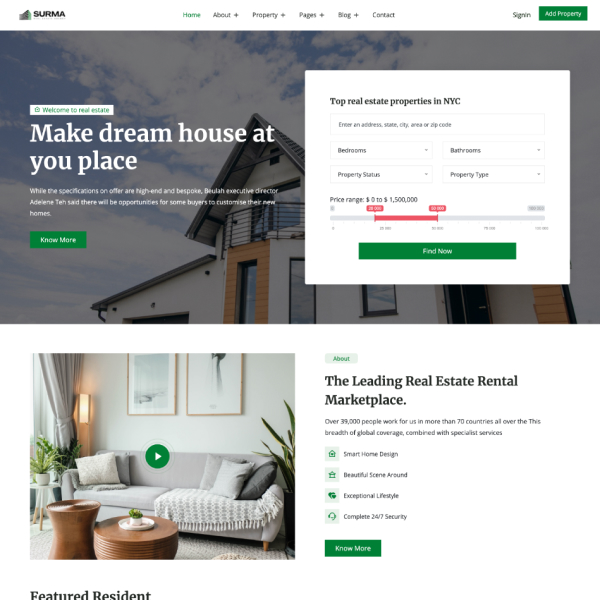 SURMA
Home About + Property + Pages + Blog + Contact SignIn Add Property
Welcome to real estate
Make dream house at
you place
While the specifications on offer are high-end and bespoke, Beulah executive director
Adelene Teh said there will be opportunities for some buyers to customise their new
homes.
Know More
Top real estate properties in NYC
Enter an address, state, city, area or zip code
Bedrooms Bathrooms
Property Status Property Type
Price range: $ 0 to $ 1,500,000
0 20 000 50 000
0 25 000 50 000 75 000 100 000
Find Now
About
The Leading Real Estate Rental
Marketplace.
Over 39,000 people work for us in more than 70 countries all over the This
breadth of global coverage, combined with specialist services
Smart Home Design
Beautiful Scene Around
Exceptional Lifestyle
Complete 24/7 Security
Know More
Featured Resident